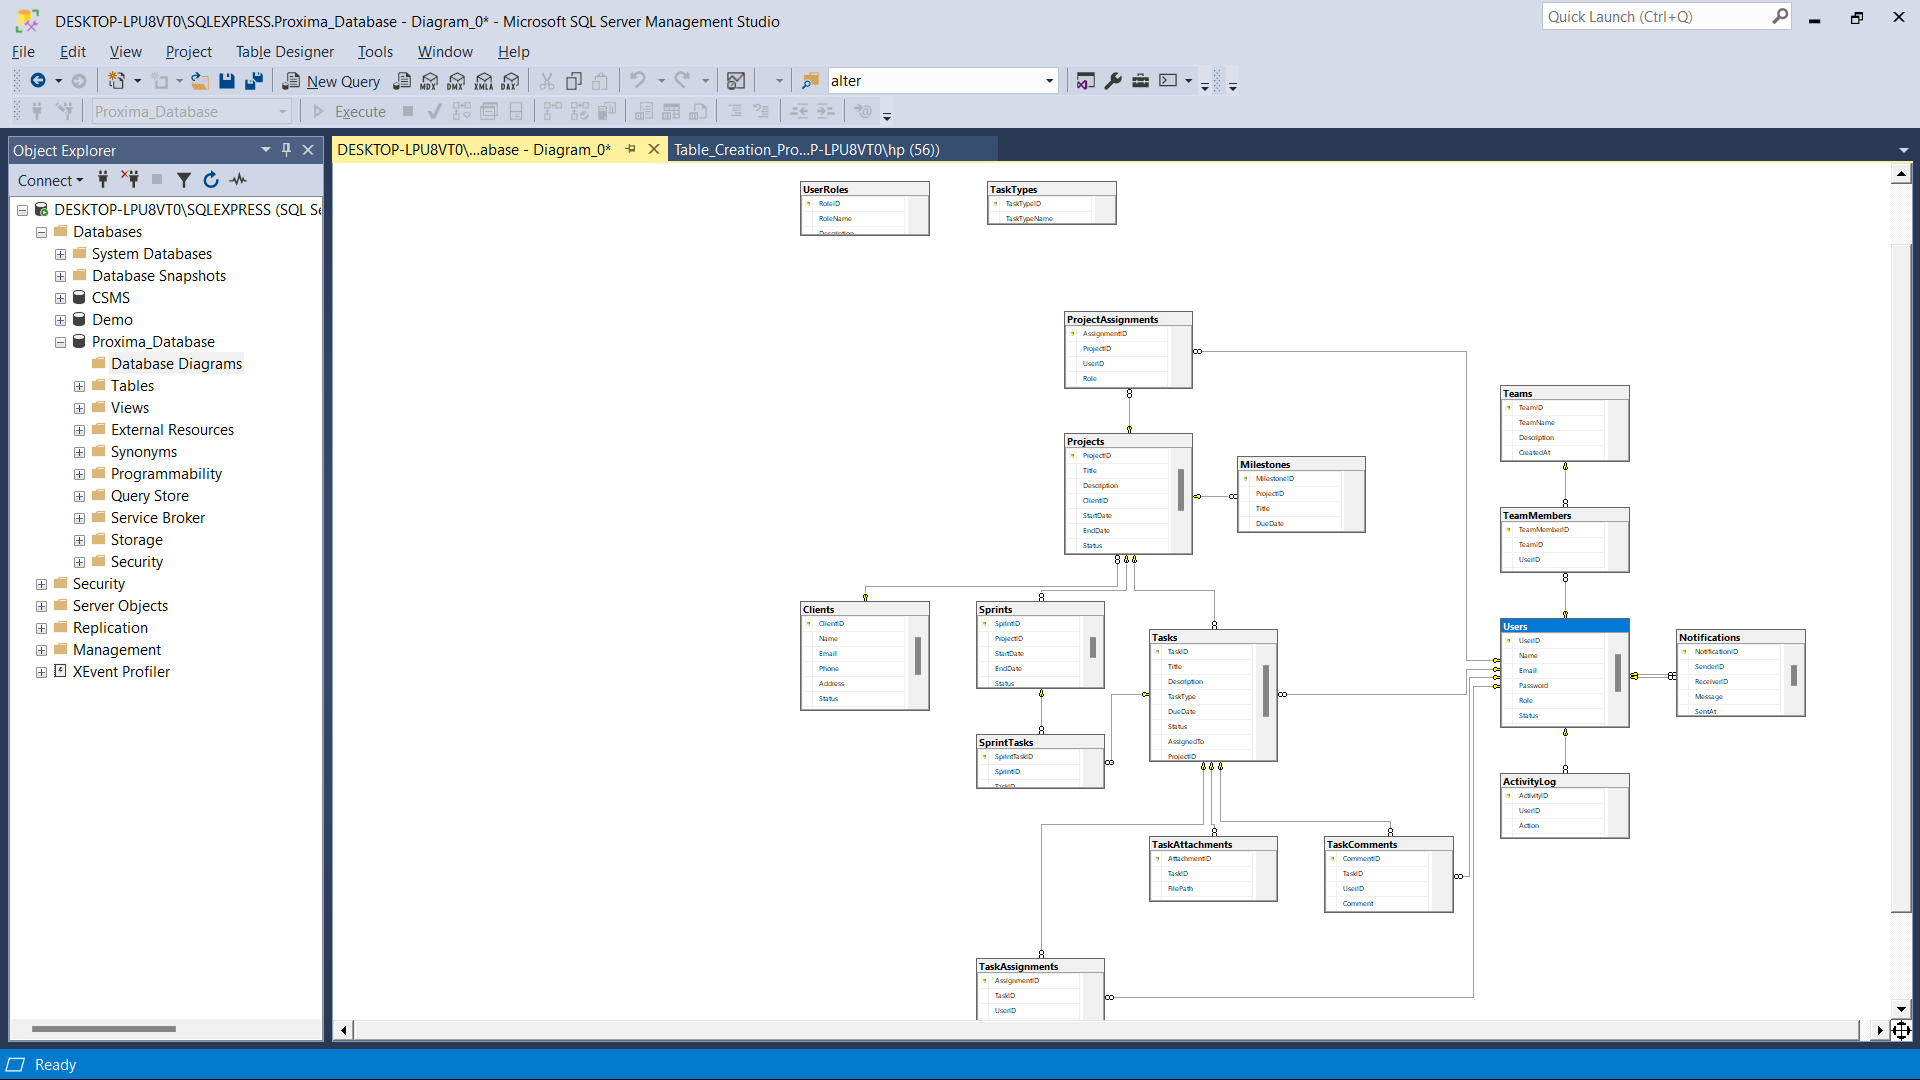 DESKTOP-LPU8VT0\SQLEXPRESS.Proxima_Database - Diagram_0* - Microsoft SQL Server Management Studio
Quick Launch (Ctrl+Q)
File Edit View Project Table Designer Tools Window Help
New Query MDX DMX XMLA DAX alter
Proxima_Database Execute
Object Explorer
DESKTOP-LPU8VT0\...abase - Diagram_0*
Table_Creation_Pro...P-LPU8VT0\hp (56))
Connect
DESKTOP-LPU8VT0\SQLEXPRESS (SQL Se
Databases
System Databases
Database Snapshots
CSMS
Demo
Proxima_Database
Database Diagrams
Tables
Views
External Resources
Synonyms
Programmability
Query Store
Service Broker
Storage
Security
Security
Server Objects
Replication
Management
XEvent Profiler
UserRoles
RoleID
RoleName
Description
TaskTypes
TaskTypeID
TaskTypeName
ProjectAssignments
AssignmentID
ProjectID
UserID
Role
Projects
ProjectID
Title
Description
ClientID
StartDate
EndDate
Status
Milestones
MilestoneID
ProjectID
Title
DueDate
Teams
TeamID
TeamName
Description
CreatedAt
TeamMembers
TeamMemberID
TeamID
UserID
Clients
ClientID
Name
Email
Phone
Address
Status
Sprints
SprintID
ProjectID
StartDate
EndDate
Status
Tasks
TaskID
Title
Description
TaskType
DueDate
Status
AssignedTo
ProjectID
Users
UserID
Name
Email
Password
Role
Status
Notifications
NotificationID
SenderID
ReceiverID
Message
SentAt
SprintTasks
SprintTaskID
SprintID
TaskID
ActivityLog
ActivityID
UserID
Action
TaskAttachments
AttachmentID
TaskID
FilePath
TaskComments
CommentID
TaskID
UserID
Comment
TaskAssignments
AssignmentID
TaskID
UserID
Ready